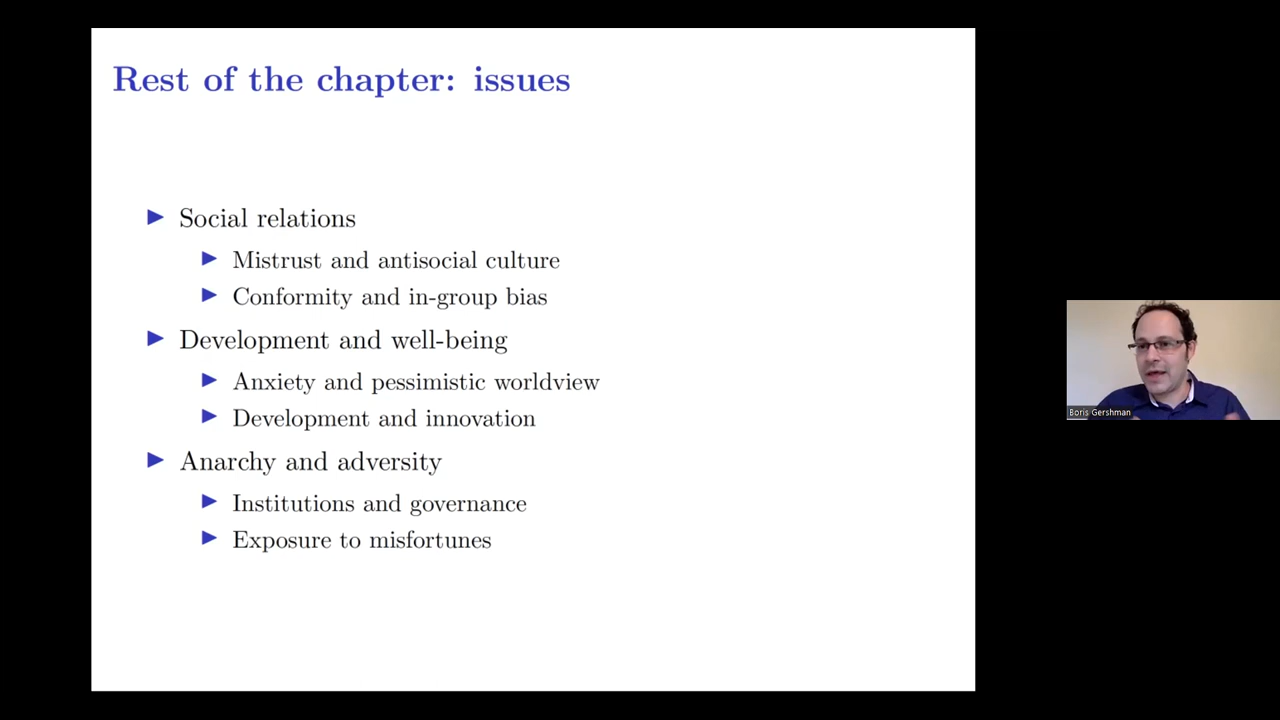 Rest of the chapter: issues
Social relations
Mistrust and antisocial culture
Conformity and in-group bias
Development and well-being
Anxiety and pessimistic worldview
Development and innovation
Anarchy and adversity
Institutions and governance
Exposure to misfortunes
Boris Gershman